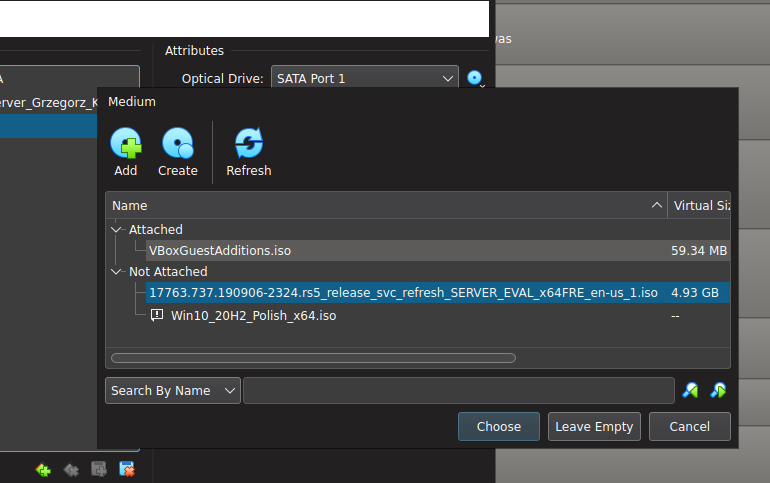 Attributes
was
Optical Drive: SATA Port 1
A
erver_Grzegorz_K
Medium
Add Create Refresh
Name Virtual Siz
Attached
VBoxGuestAdditions.iso 59.34 MB
Not Attached
17763.737.190906-2324.rs5_release_svc_refresh_SERVER_EVAL_x64FRE_en-us_1.iso 4.93 GB
Win10_20H2_Polish_x64.iso --
Search By Name
Choose Leave Empty Cancel